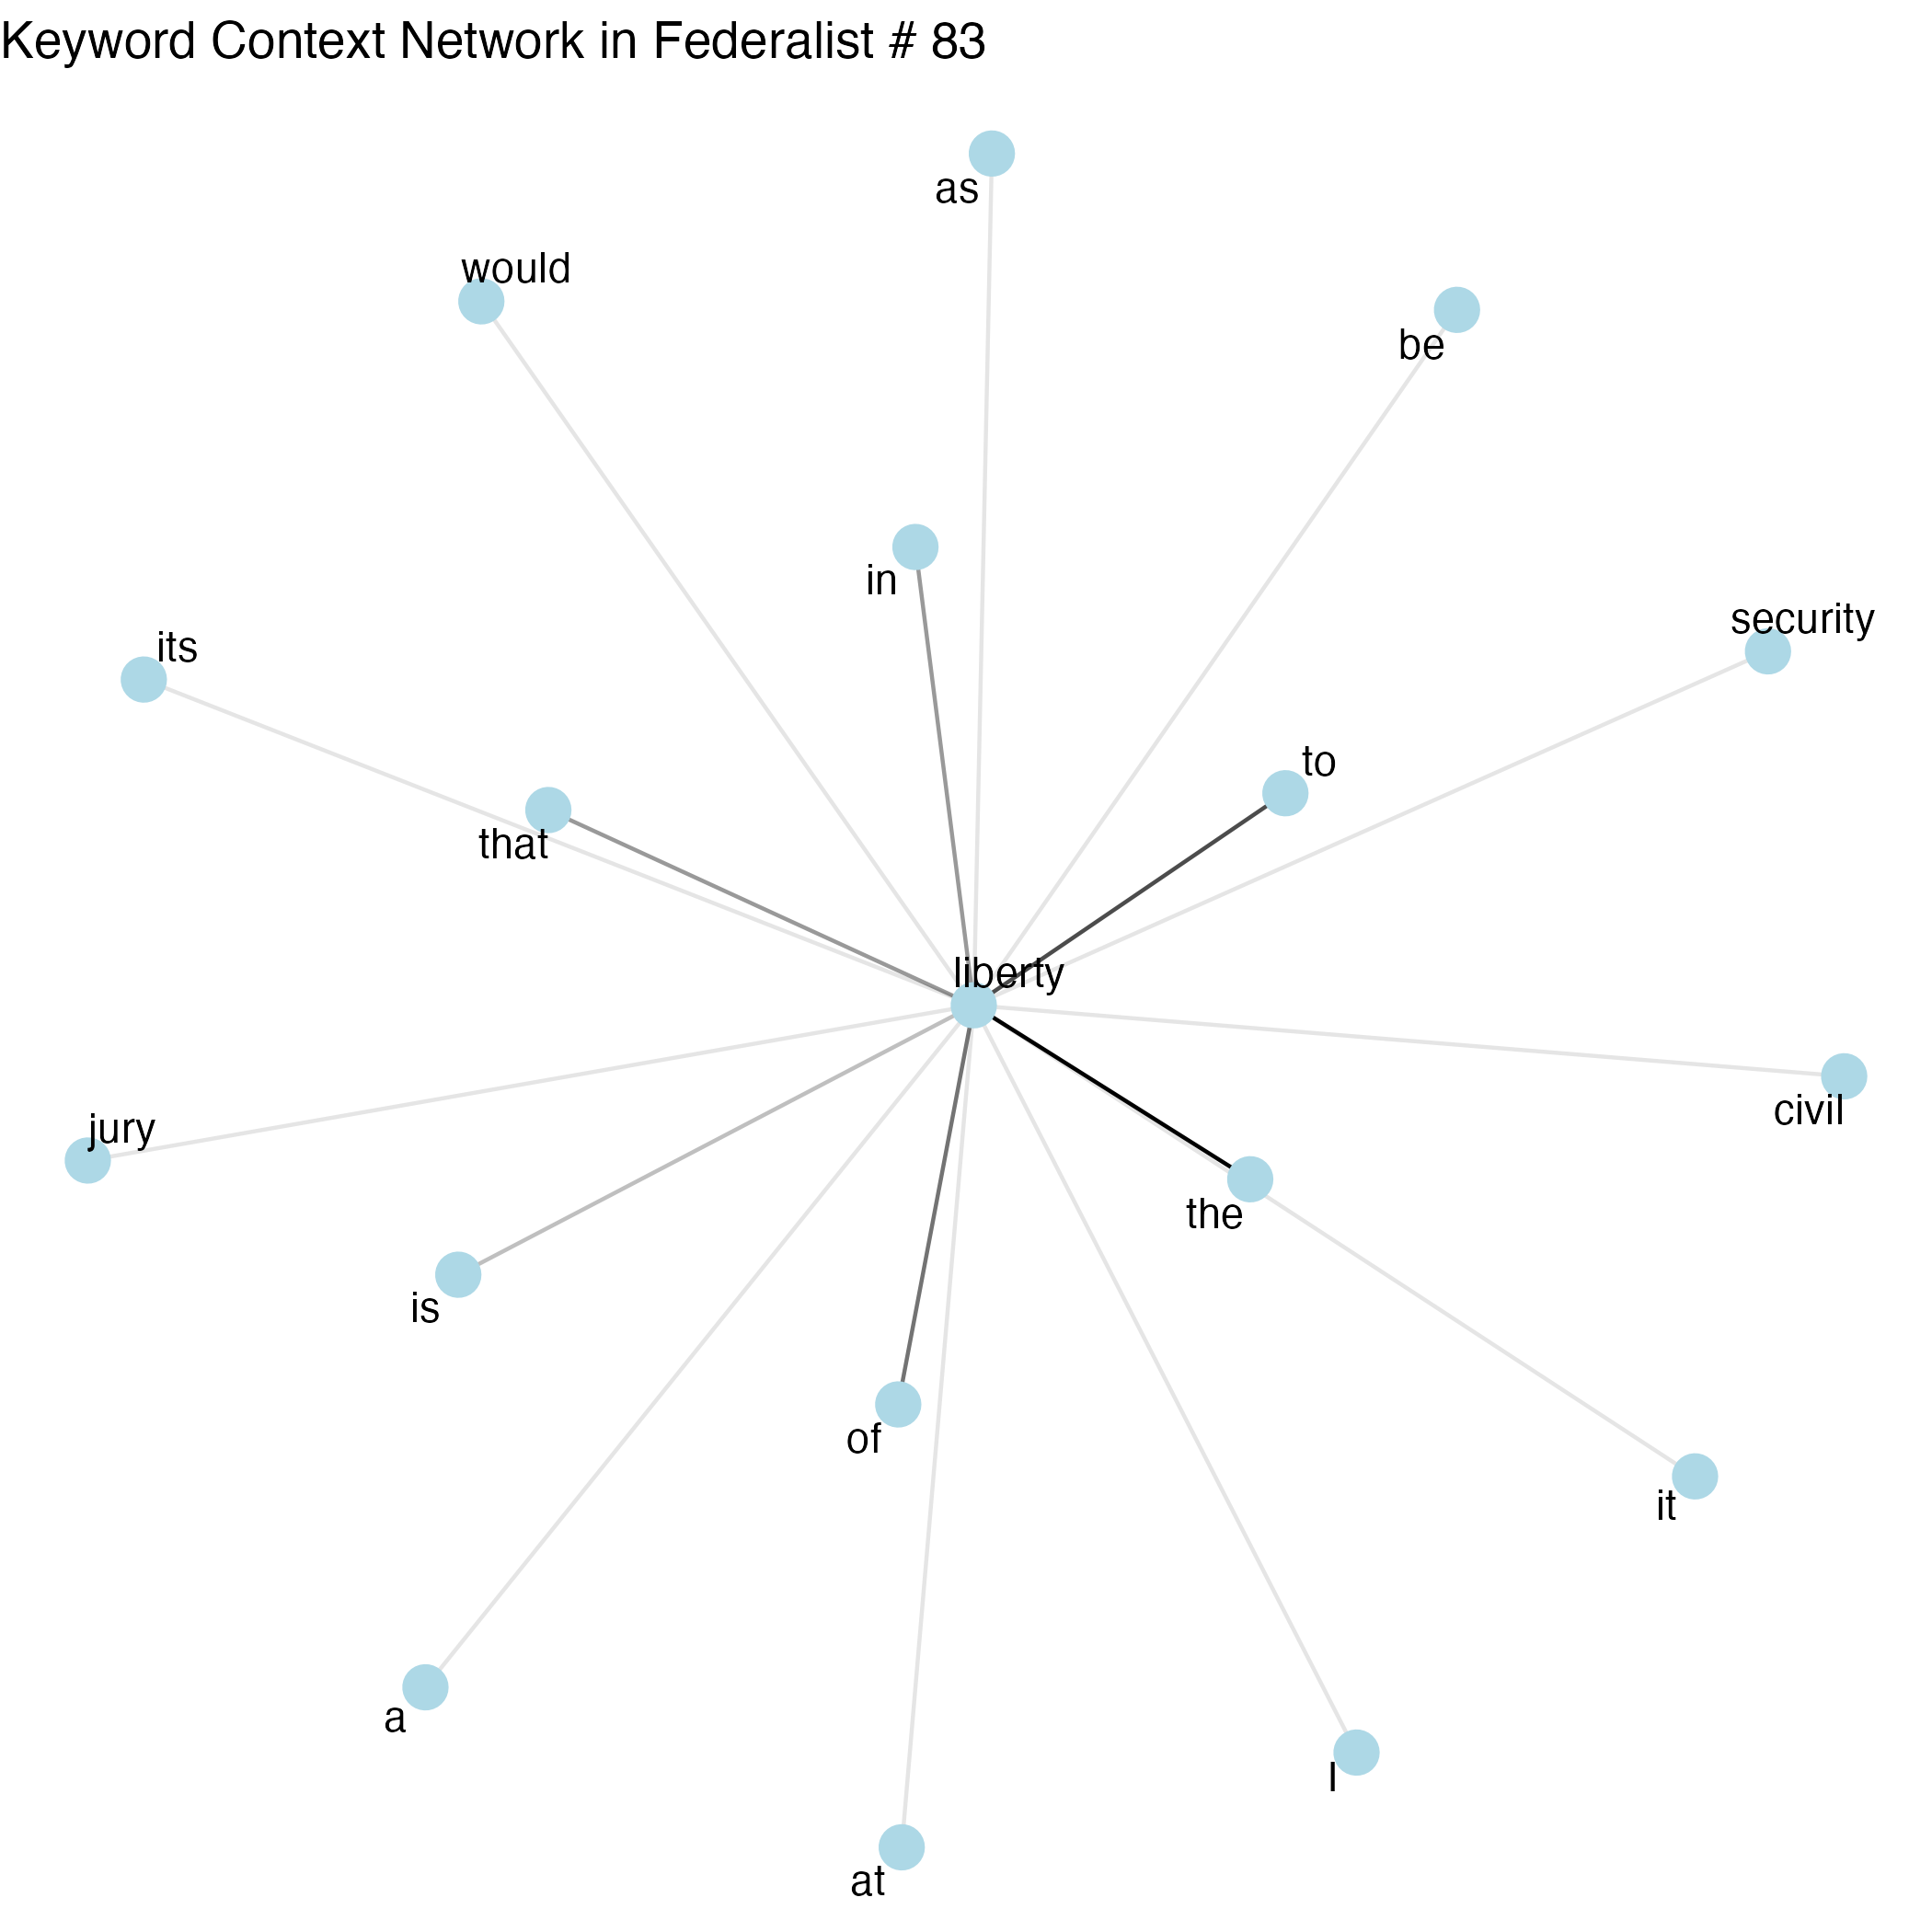 Keyword Context Network in Federalist # 83
as
would
be
in
security
its
to
that
liberty
civil
jury
the
is
of
it
a
I
at